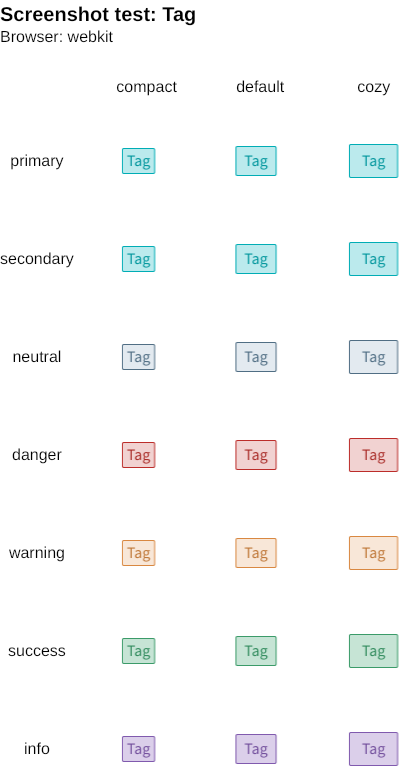 Screenshot test: Tag
Browser: webkit
compact default cozy
primary Tag Tag Tag
secondary Tag Tag Tag
neutral Tag Tag Tag
danger Tag Tag Tag
warning Tag Tag Tag
success Tag Tag Tag
info Tag Tag Tag